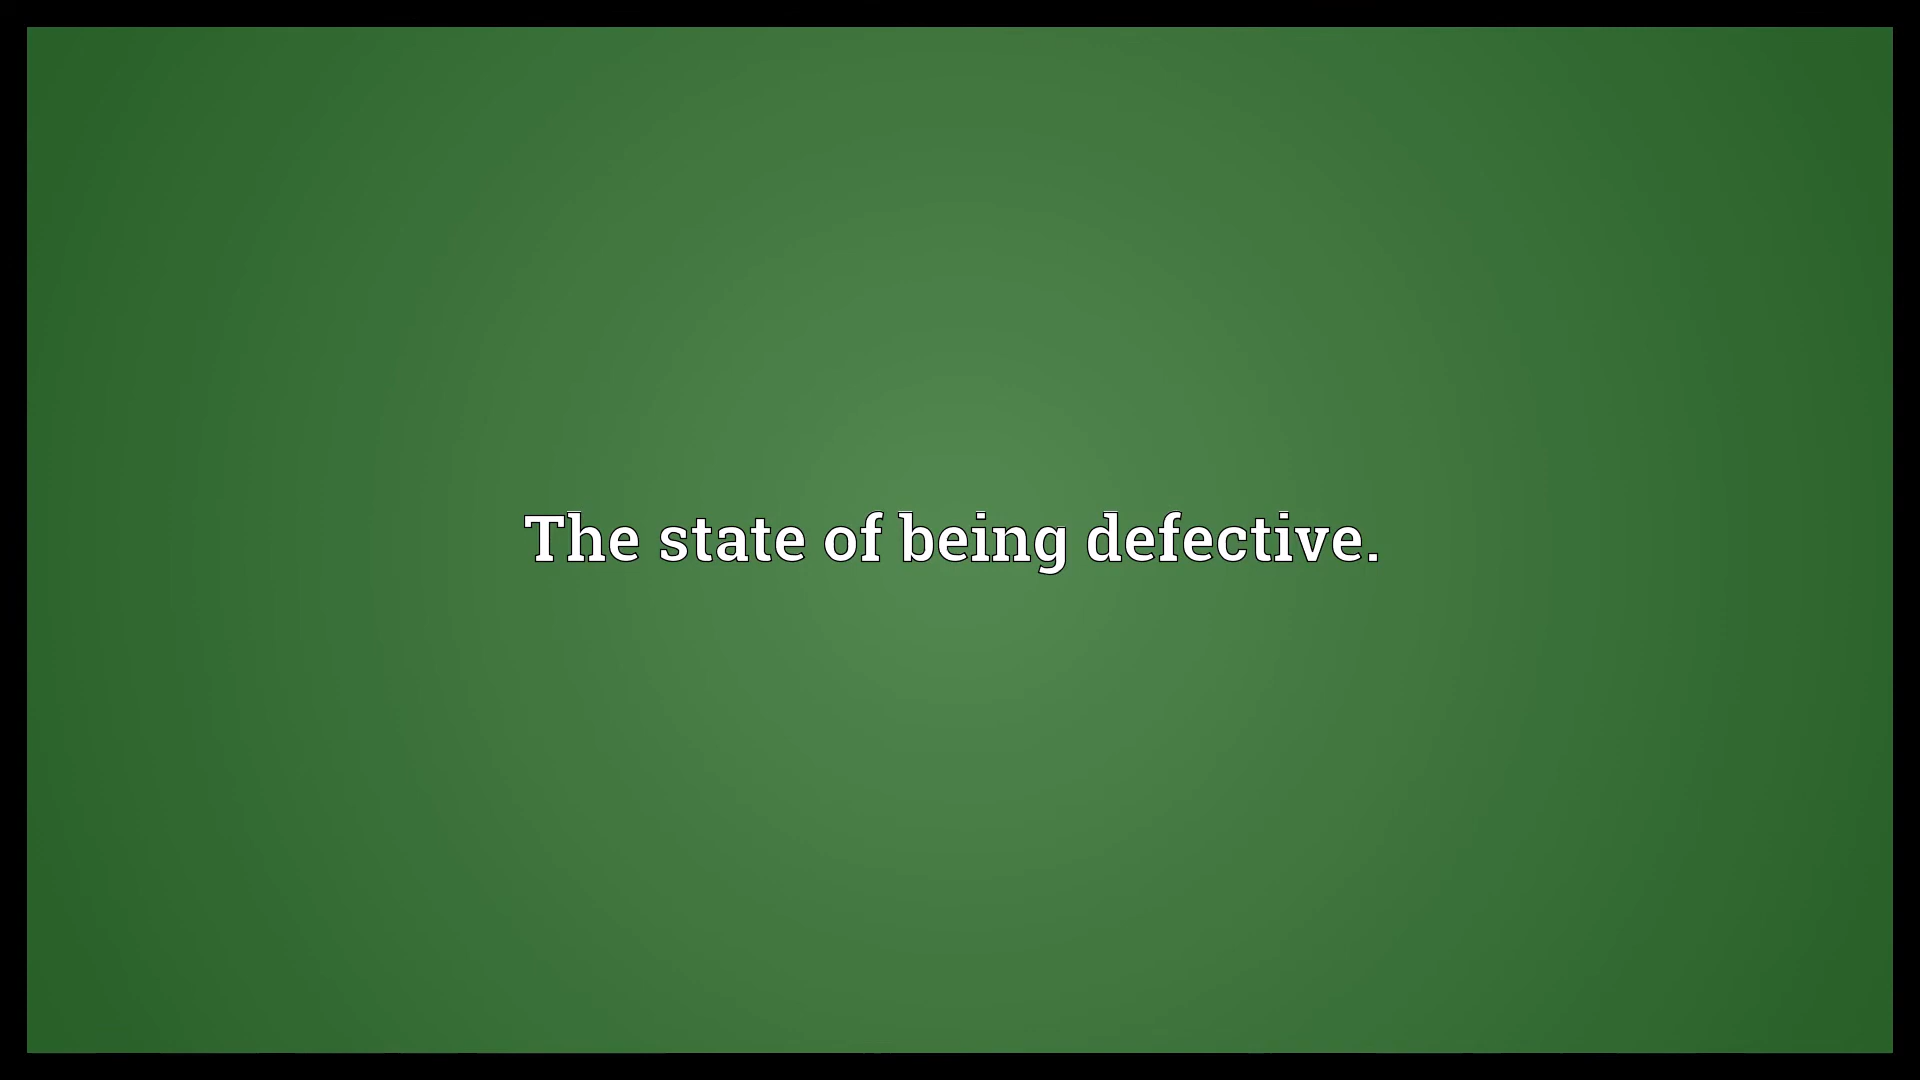 The state of being defective.